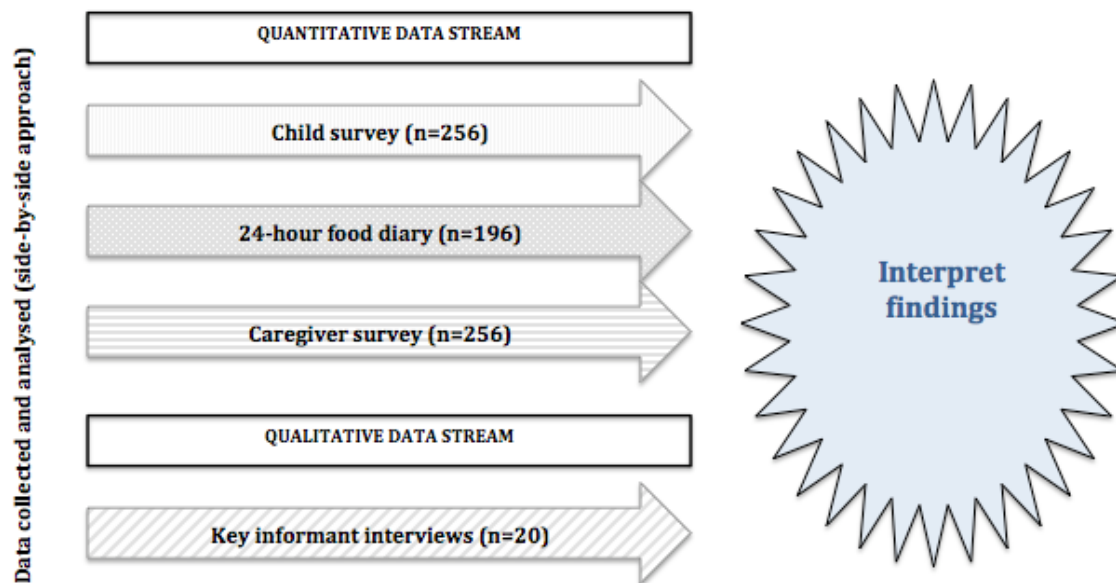 Data collected and analysed (side-by-side approach)
QUANTITATIVE DATA STREAM
Child survey (n=256)
24-hour food diary (n=196)
Caregiver survey (n=256)
QUALITATIVE DATA STREAM
Key informant interviews (n=20)
Interpret
findings